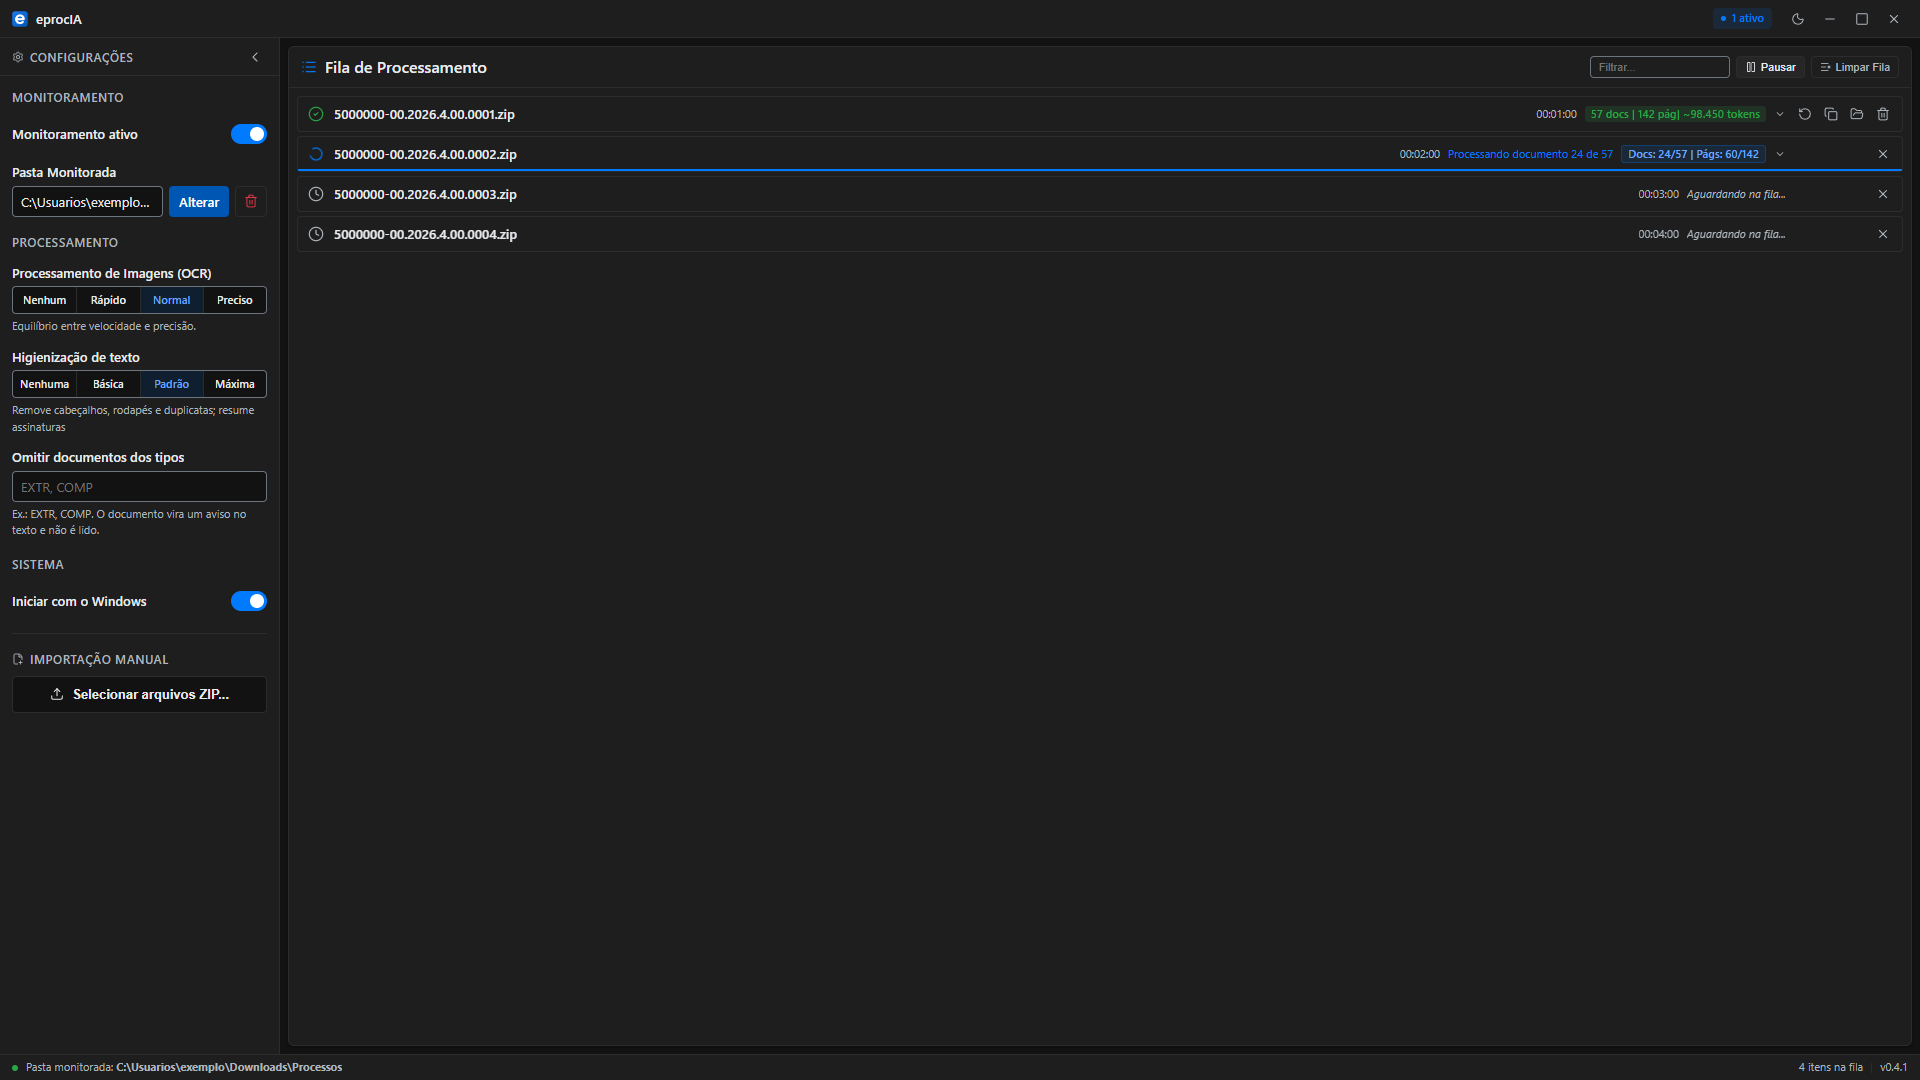 eprocIA
1 ativo
CONFIGURAÇÕES
MONITORAMENTO
Monitoramento ativo
Pasta Monitorada
C:\Usuarios\exemplo...
Alterar
PROCESSAMENTO
Processamento de Imagens (OCR)
Nenhum Rápido Normal Preciso
Equilíbrio entre velocidade e precisão.
Higienização de texto
Nenhuma Básica Padrão Máxima
Remove cabeçalhos, rodapés e duplicatas; resume
assinaturas
Omitir documentos dos tipos
EXTR, COMP
Ex.: EXTR, COMP. O documento vira um aviso no
texto e não é lido.
SISTEMA
Iniciar com o Windows
IMPORTAÇÃO MANUAL
Selecionar arquivos ZIP...
Fila de Processamento
Filtrar...
Pausar
Limpar Fila
5000000-00.2026.4.00.0001.zip 00:01:00 57 docs | 142 pág| ~98.450 tokens
5000000-00.2026.4.00.0002.zip 00:02:00 Processando documento 24 de 57 Docs: 24/57 | Págs: 60/142
5000000-00.2026.4.00.0003.zip 00:03:00 Aguardando na fila...
5000000-00.2026.4.00.0004.zip 00:04:00 Aguardando na fila...
Pasta monitorada: C:\Usuarios\exemplo\Downloads\Processos
4 itens na fila v0.4.1